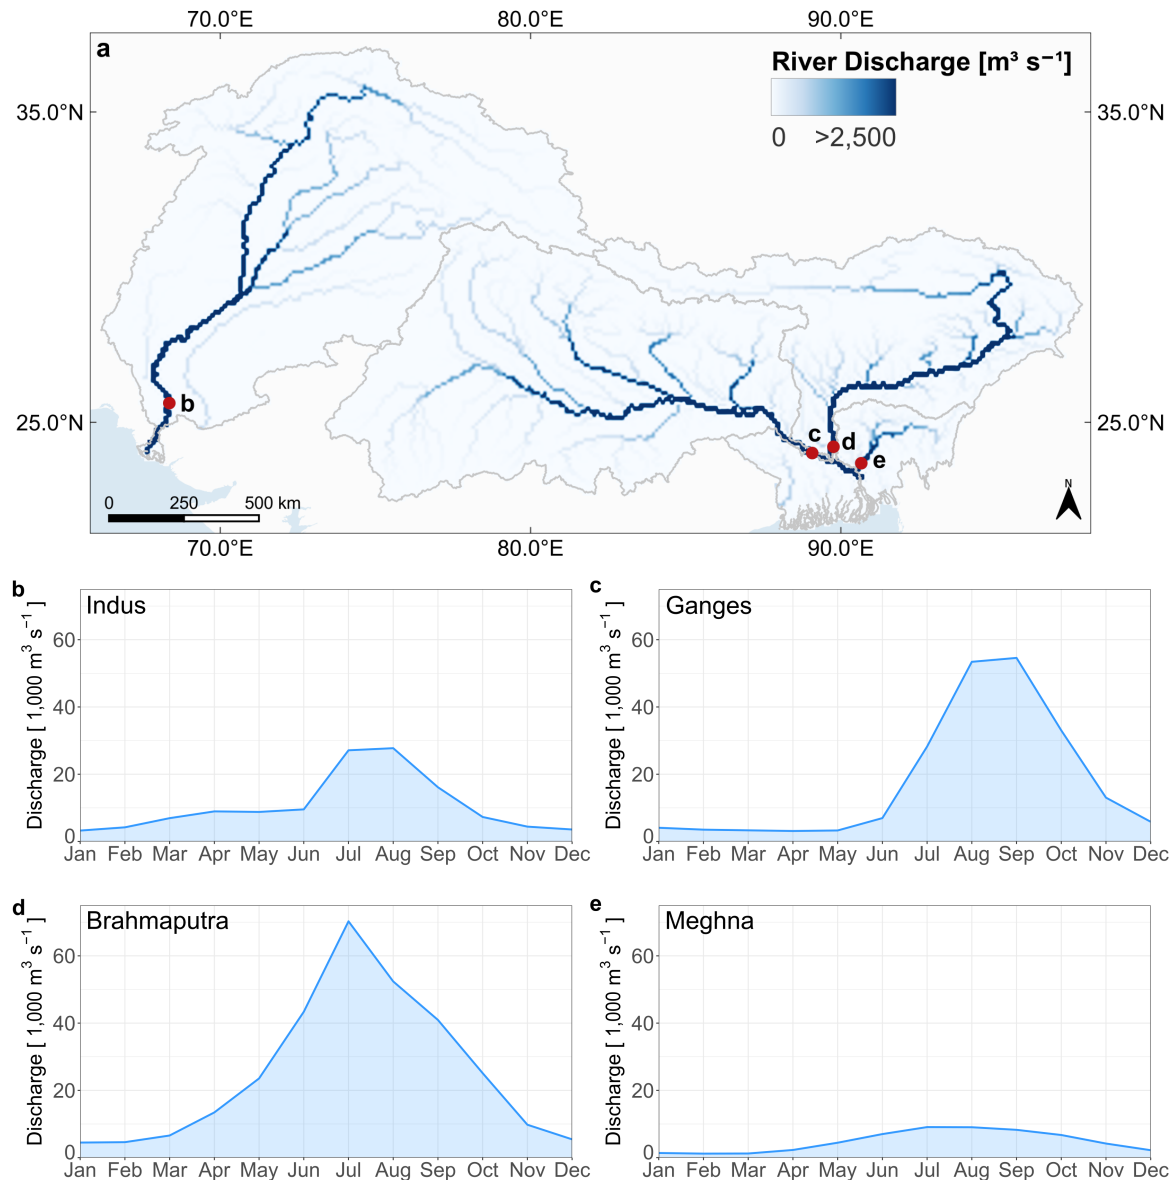 70.0°E 80.0°E 90.0°E
a
River Discharge [m³ s⁻¹]
0 >2,500
35.0°N 35.0°N
25.0°N 25.0°N
b
c
d
e
0 250 500 km
N
70.0°E 80.0°E 90.0°E
b
Indus
Discharge [ 1,000 m³ s⁻¹ ]
60
40
20
0
Jan Feb Mar Apr May Jun Jul Aug Sep Oct Nov Dec
c
Ganges
Discharge [ 1,000 m³ s⁻¹ ]
60
40
20
0
Jan Feb Mar Apr May Jun Jul Aug Sep Oct Nov Dec
d
Brahmaputra
Discharge [ 1,000 m³ s⁻¹ ]
60
40
20
0
Jan Feb Mar Apr May Jun Jul Aug Sep Oct Nov Dec
e
Meghna
Discharge [ 1,000 m³ s⁻¹ ]
60
40
20
0
Jan Feb Mar Apr May Jun Jul Aug Sep Oct Nov Dec